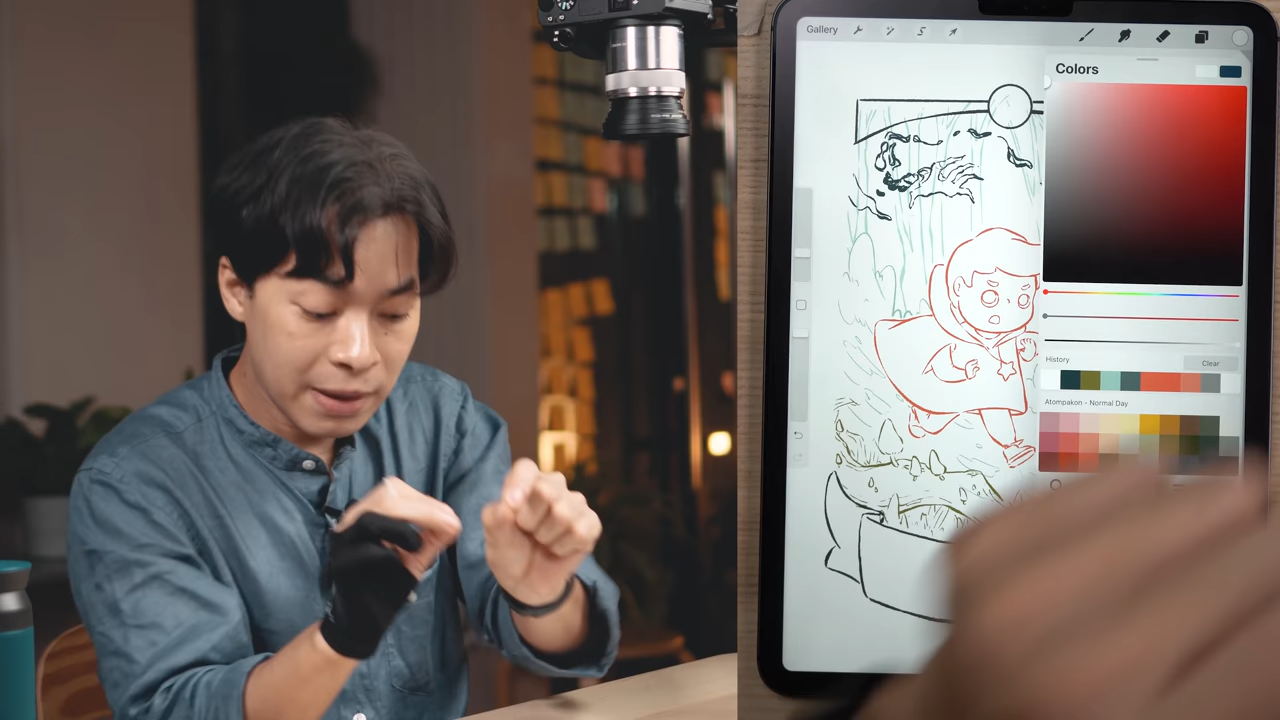 Gallery
Colors
History
Clear
Atompakon - Normal Day